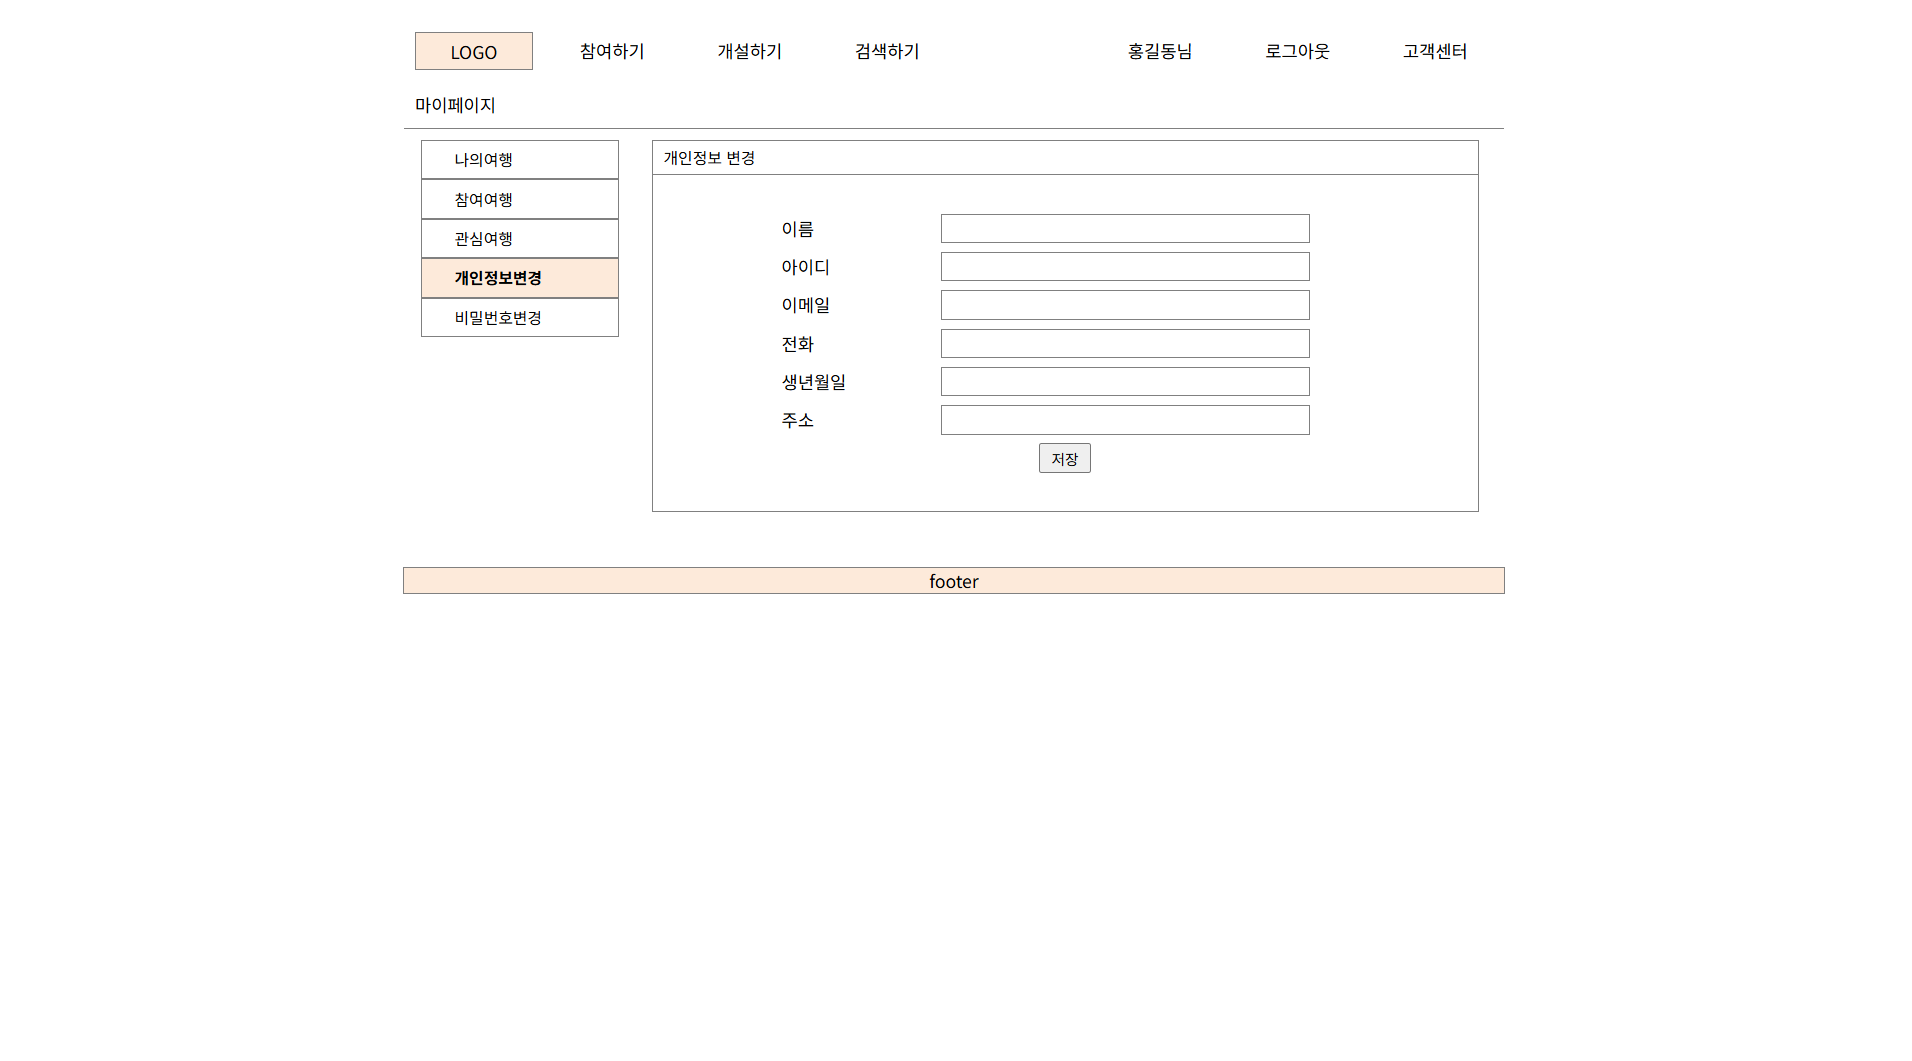 LOGO 참여하기 개설하기 검색하기 홍길동님 로그아웃 고객센터
마이페이지
나의여행
참여여행
관심여행
개인정보변경
비밀번호변경
개인정보 변경
이름
아이디
이메일
전화
생년월일
주소
저장
footer